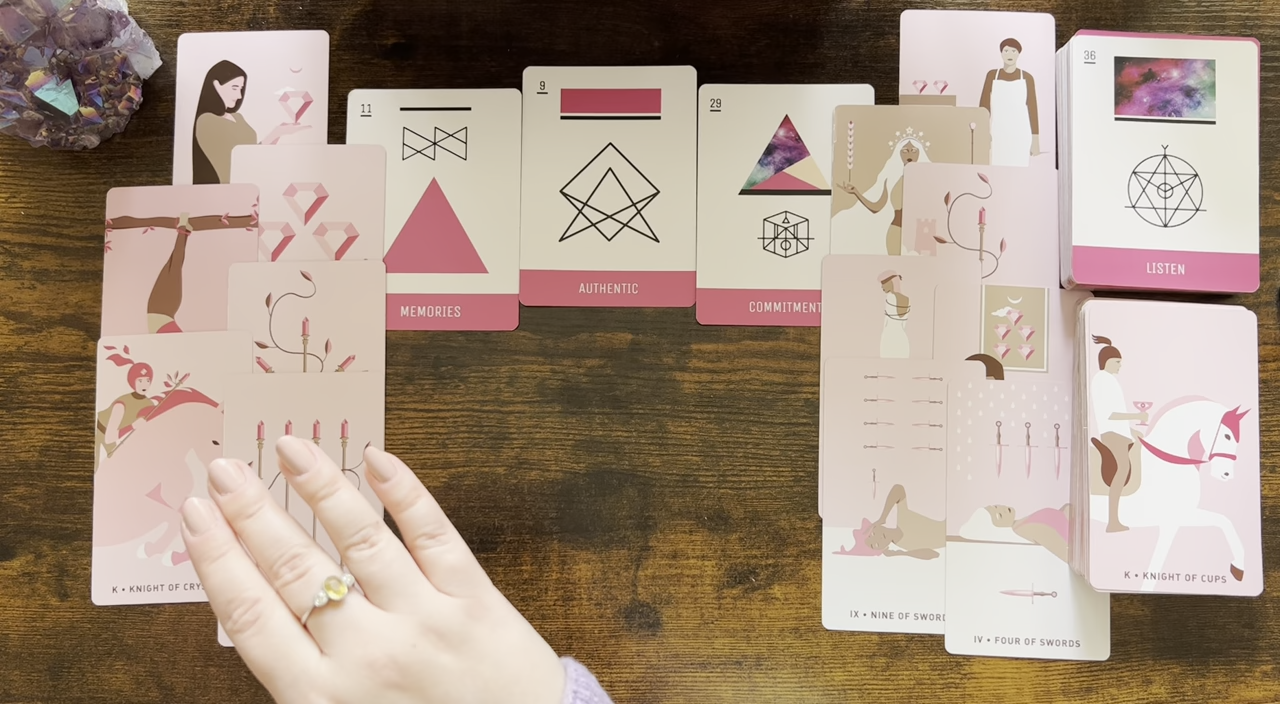 11
MEMORIES
9
AUTHENTIC
29
COMMITMENT
36
LISTEN
K • KNIGHT OF CRYS
IX • NINE OF SWORD
IV • FOUR OF SWORDS
K • KNIGHT OF CUPS